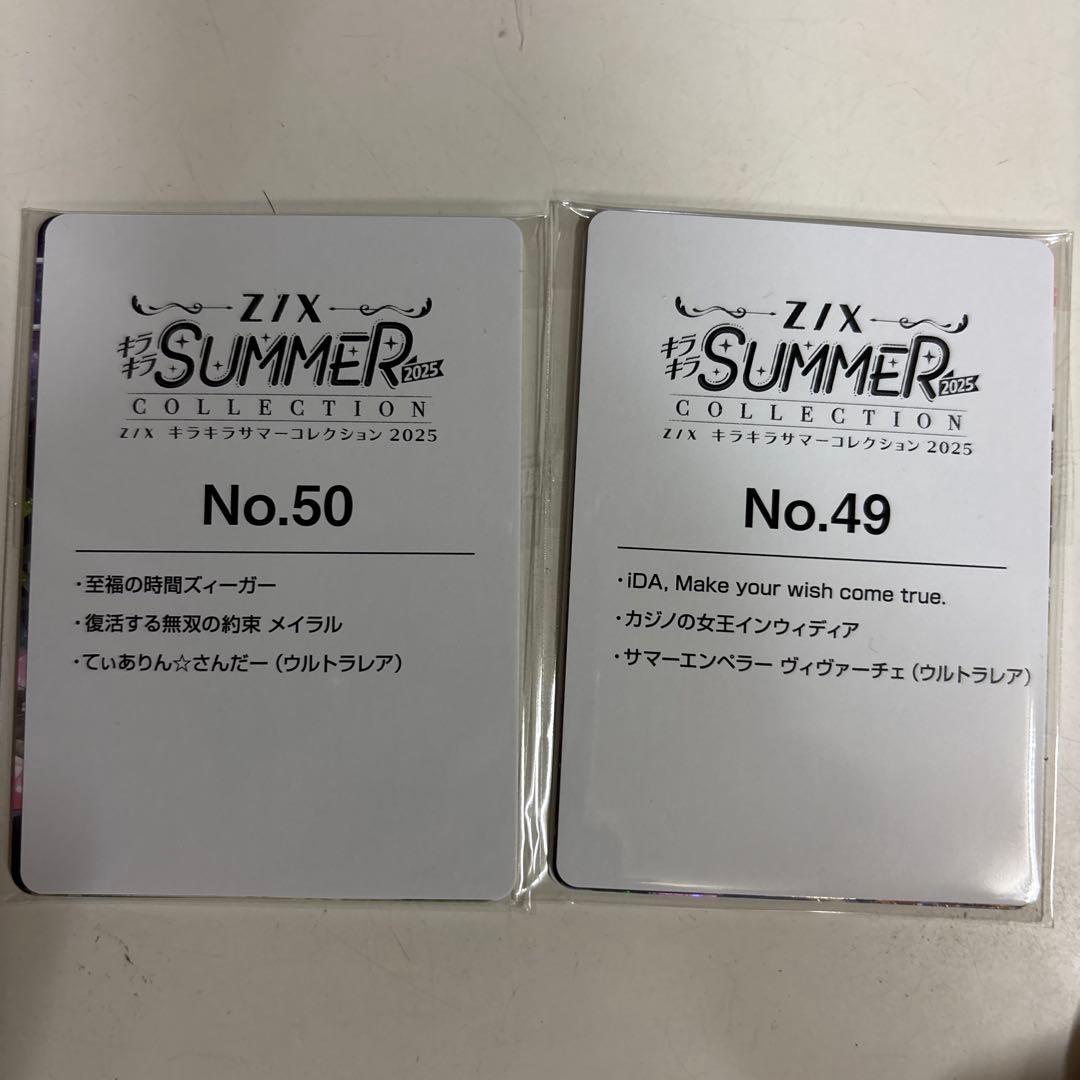 Z/X
キラキラ SUMMER 2025
COLLECTION
Z/X キラキラサマーコレクション 2025
No.50
・至福の時間ズィーガー
・復活する無双の約束 メイラル
・てぃありん☆さんだー（ウルトラレア）
Z/X
キラキラ SUMMER 2025
COLLECTION
Z/X キラキラサマーコレクション 2025
No.49
・iDA, Make your wish come true.
・カジノの女王インウィディア
・サマーエンペラー ヴィヴァーチェ（ウルトラレア）